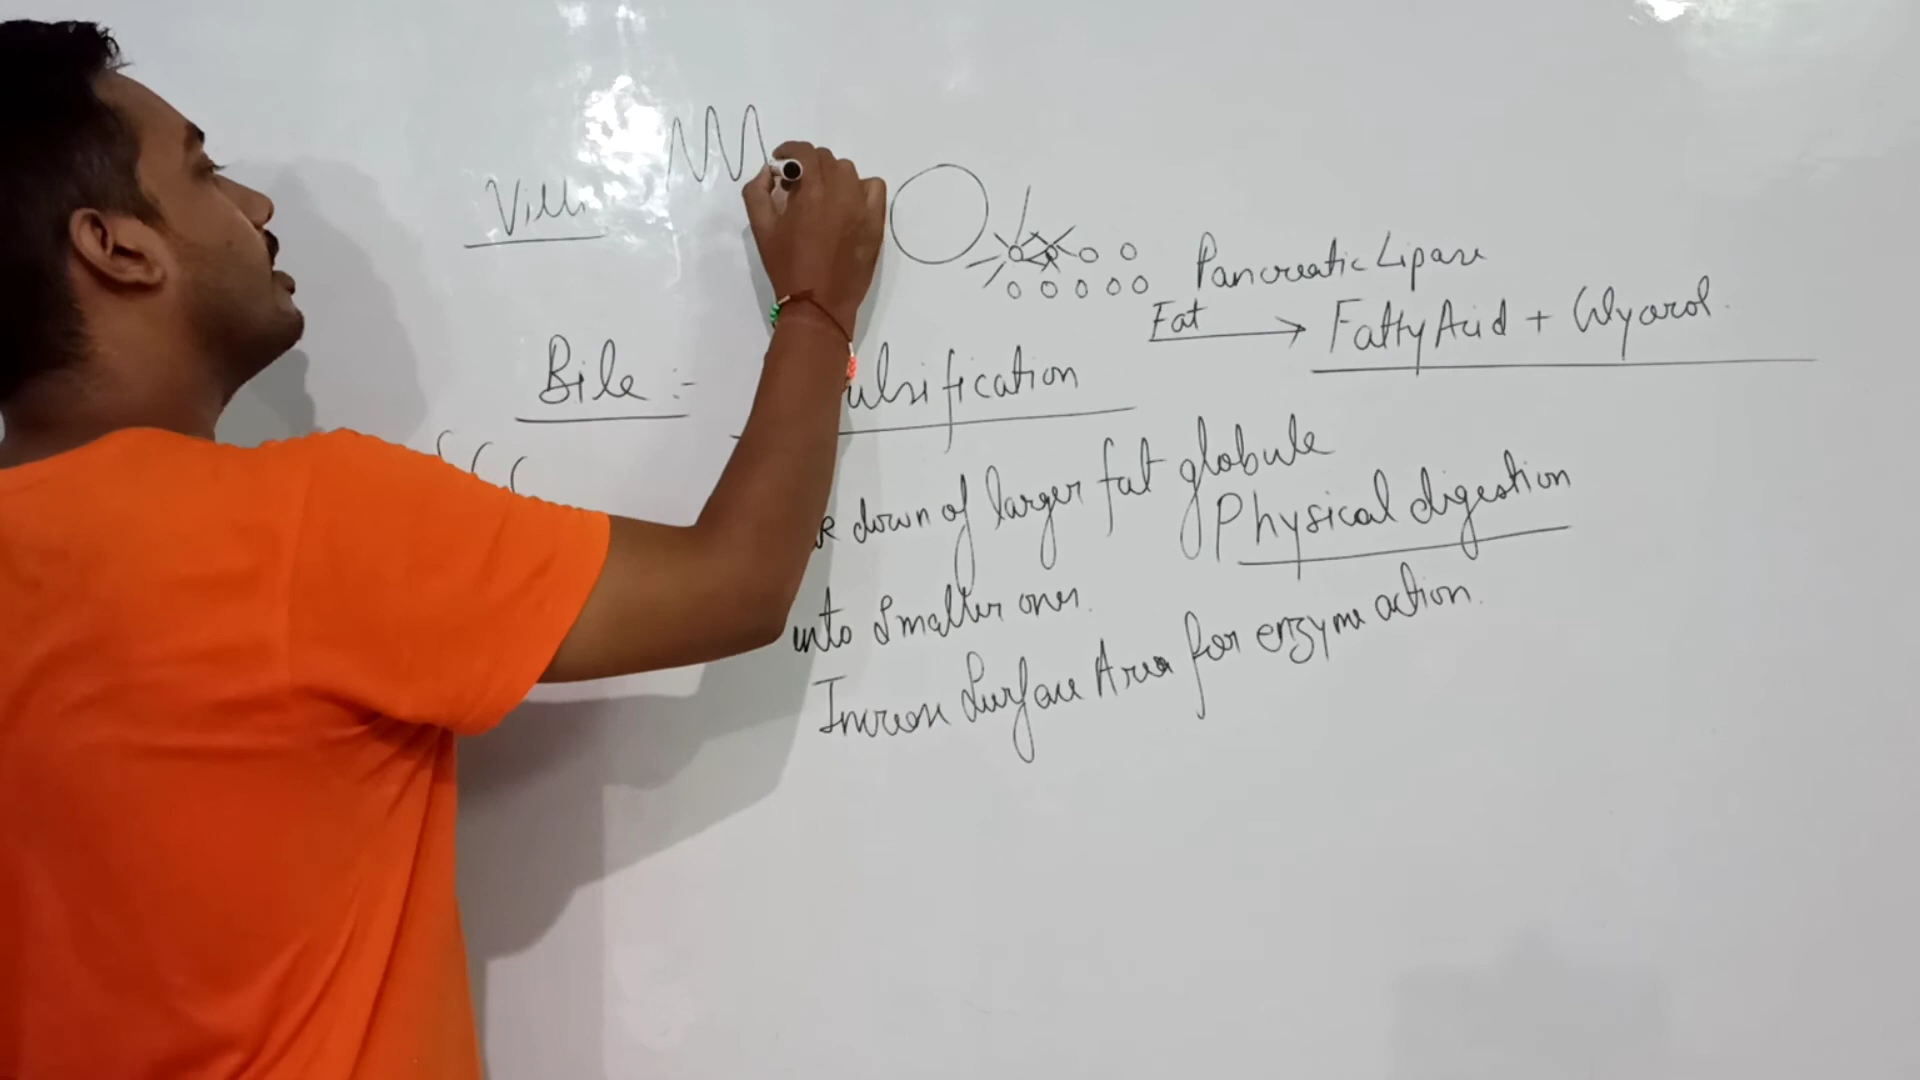 Villi
Pancreatic Lipase
Fat
Fatty Acid + Glycerol.
Bile :-
ulsification
down of larger fat globule
Physical digestion
into smaller ones.
Increase Surface Area for enzyme action.